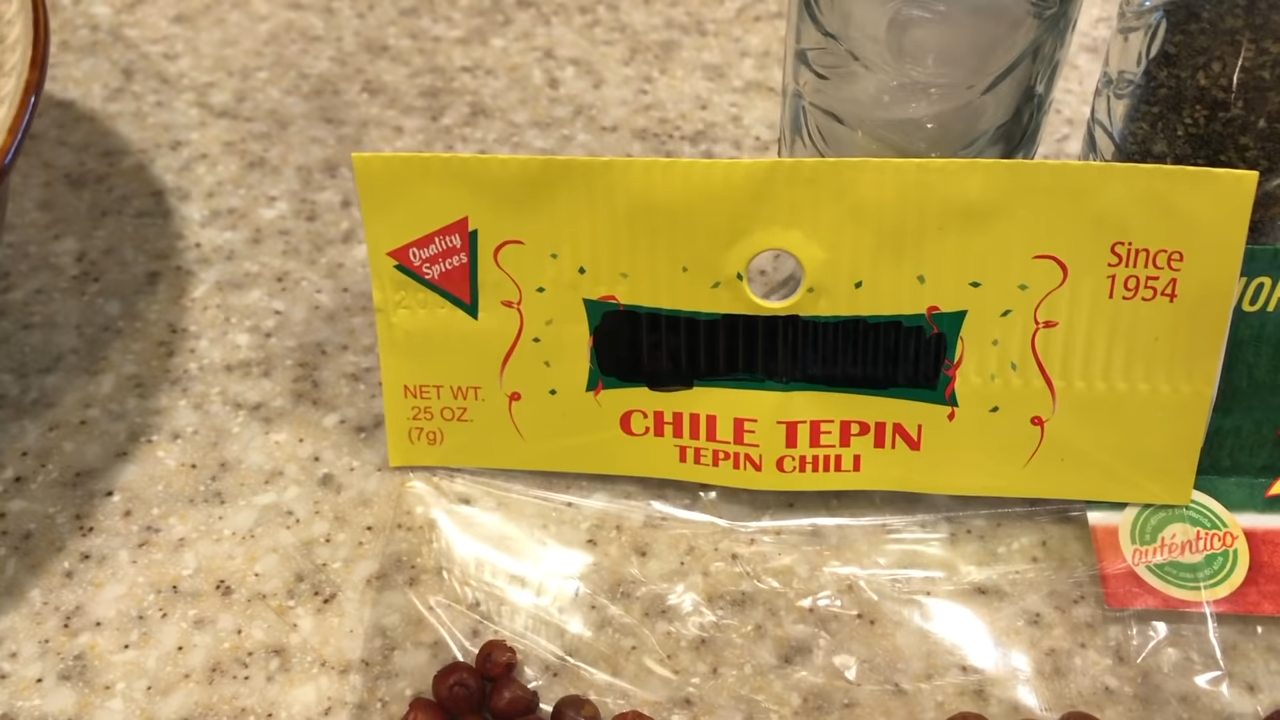 Quality
Spices
Since
1954
NET WT.
.25 OZ.
(7g)
CHILE TEPIN
TEPIN CHILI
auténtico